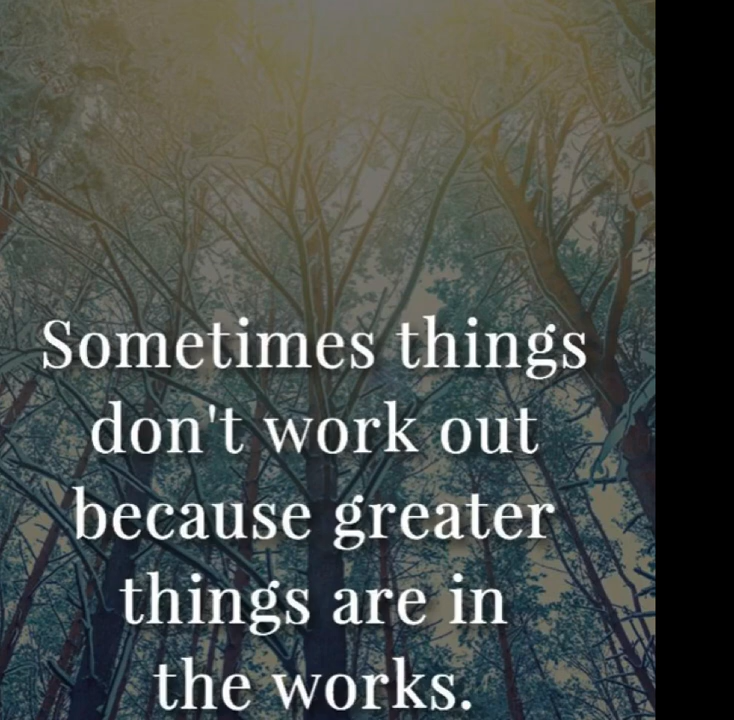 Sometimes things
don't work out
because greater
things are in
the works.